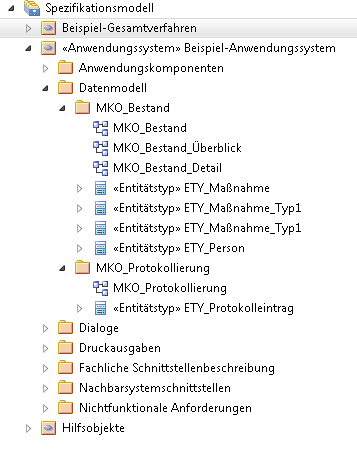 Spezifikationsmodell
Beispiel-Gesamtverfahren
«Anwendungssystem» Beispiel-Anwendungssystem
Anwendungskomponenten
Datenmodell
MKO_Bestand
MKO_Bestand
MKO_Bestand_Überblick
MKO_Bestand_Detail
«Entitätstyp» ETY_Maßnahme
«Entitätstyp» ETY_Maßnahme_Typ1
«Entitätstyp» ETY_Maßnahme_Typ1
«Entitätstyp» ETY_Person
MKO_Protokollierung
MKO_Protokollierung
«Entitätstyp» ETY_Protokolleintrag
Dialoge
Druckausgaben
Fachliche Schnittstellenbeschreibung
Nachbarsystemschnittstellen
Nichtfunktionale Anforderungen
Hilfsobjekte